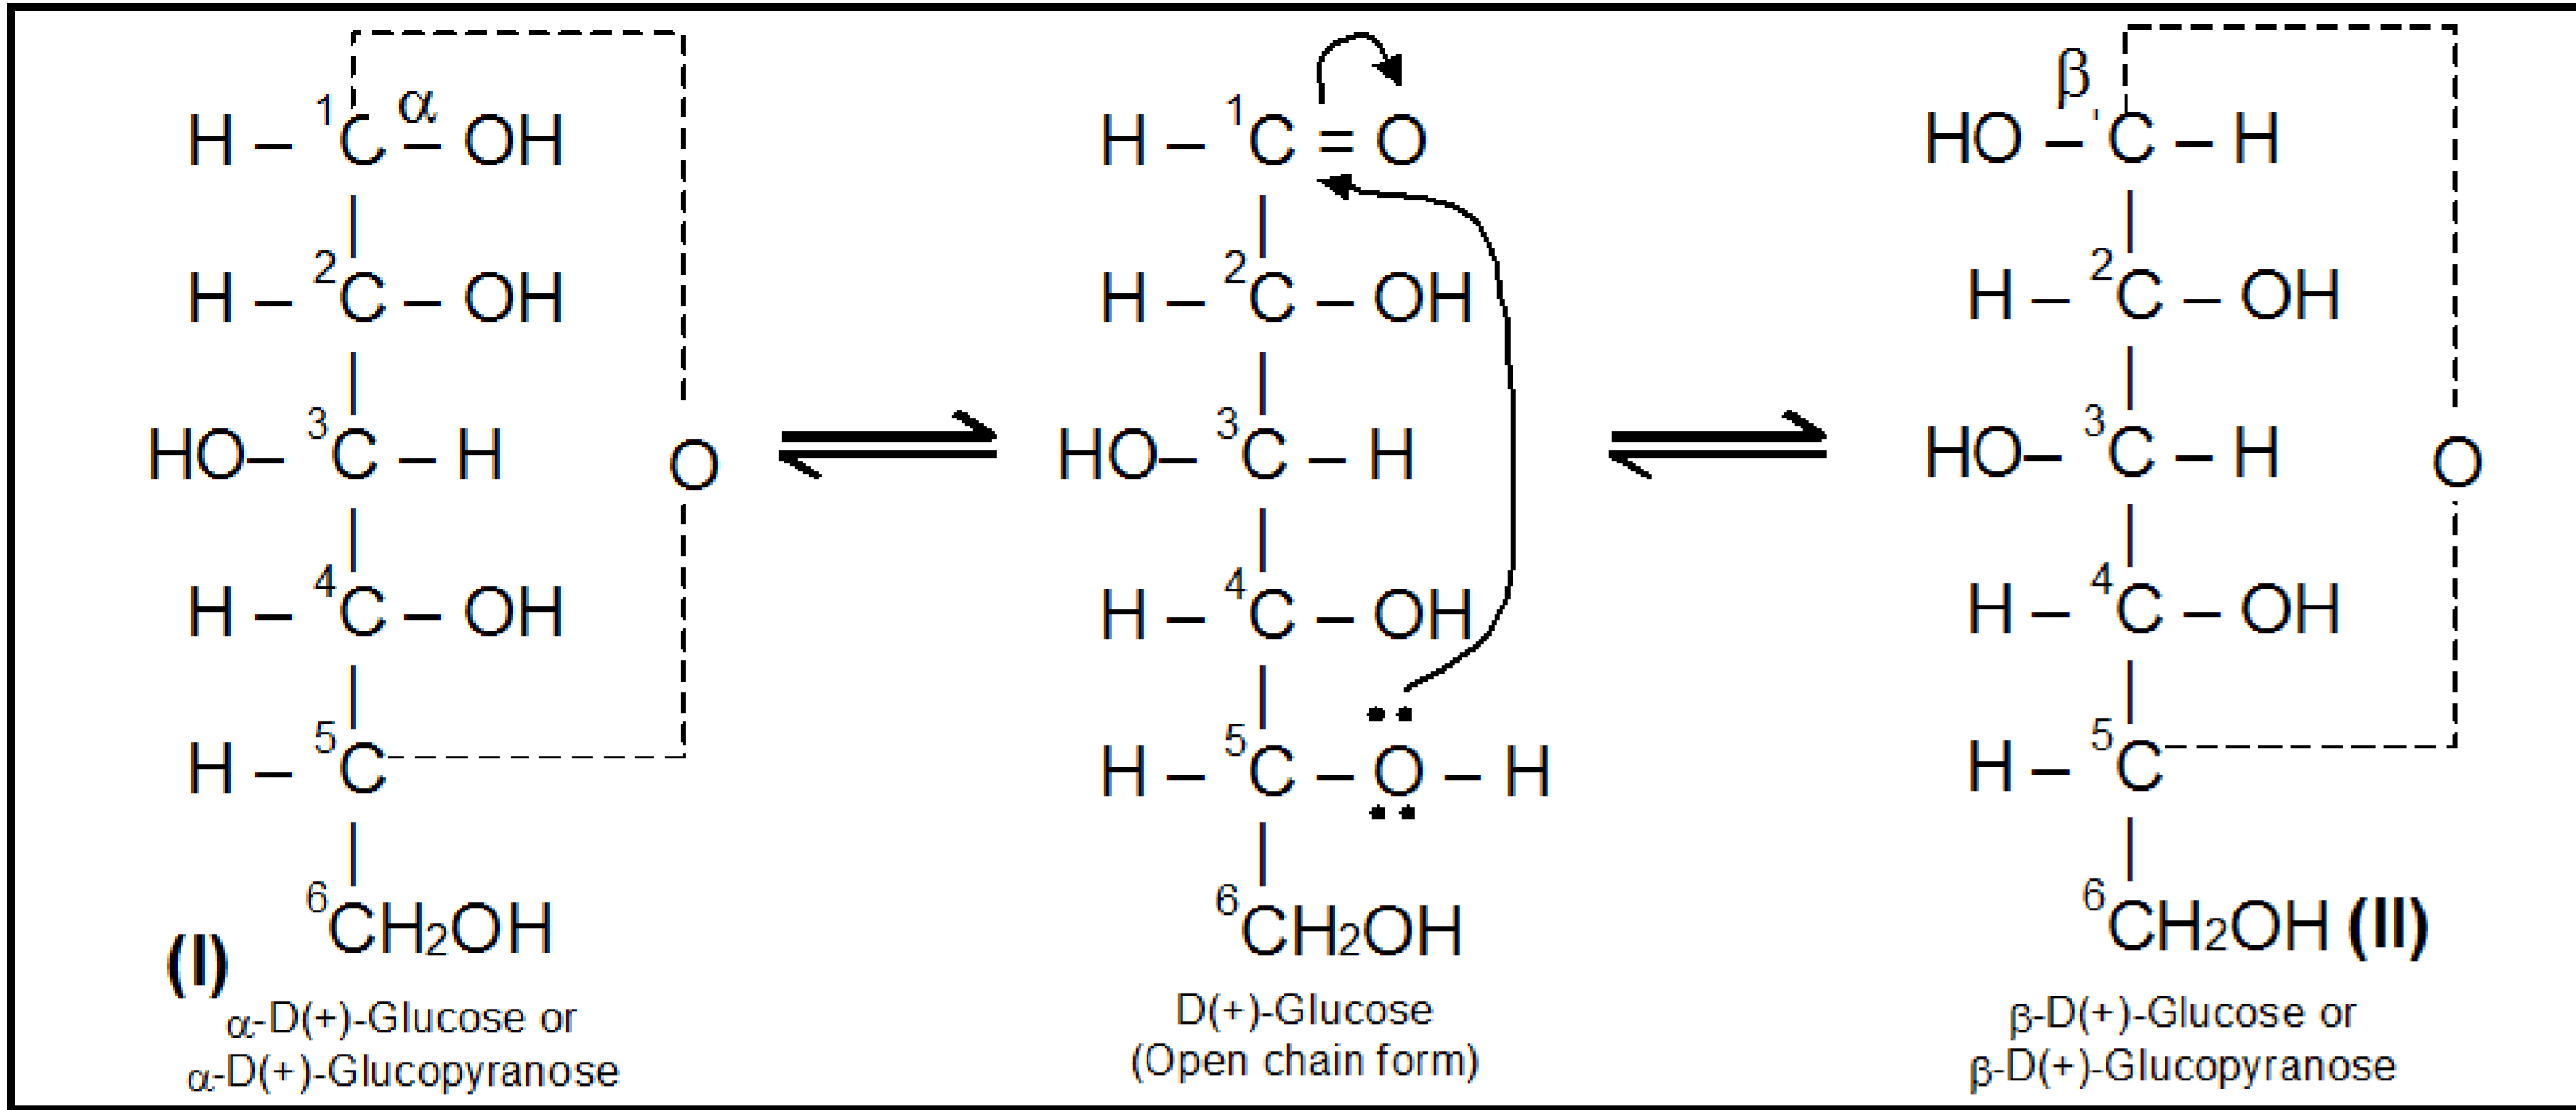 ¹C α
H – C – OH
H – ²C – OH
HO – ³C – H
O
H – ⁴C – OH
H – ⁵C
⁶CH₂OH
(I)
α-D(+)-Glucose or
α-D(+)-Glucopyranose
H – ¹C = O
H – ²C – OH
HO – ³C – H
H – ⁴C – OH
H – ⁵C – O – H
⁶CH₂OH
D(+)-Glucose
(Open chain form)
β
HO – 'C – H
H – ²C – OH
HO – ³C – H
O
H – ⁴C – OH
H – ⁵C
⁶CH₂OH (II)
β-D(+)-Glucose or
β-D(+)-Glucopyranose